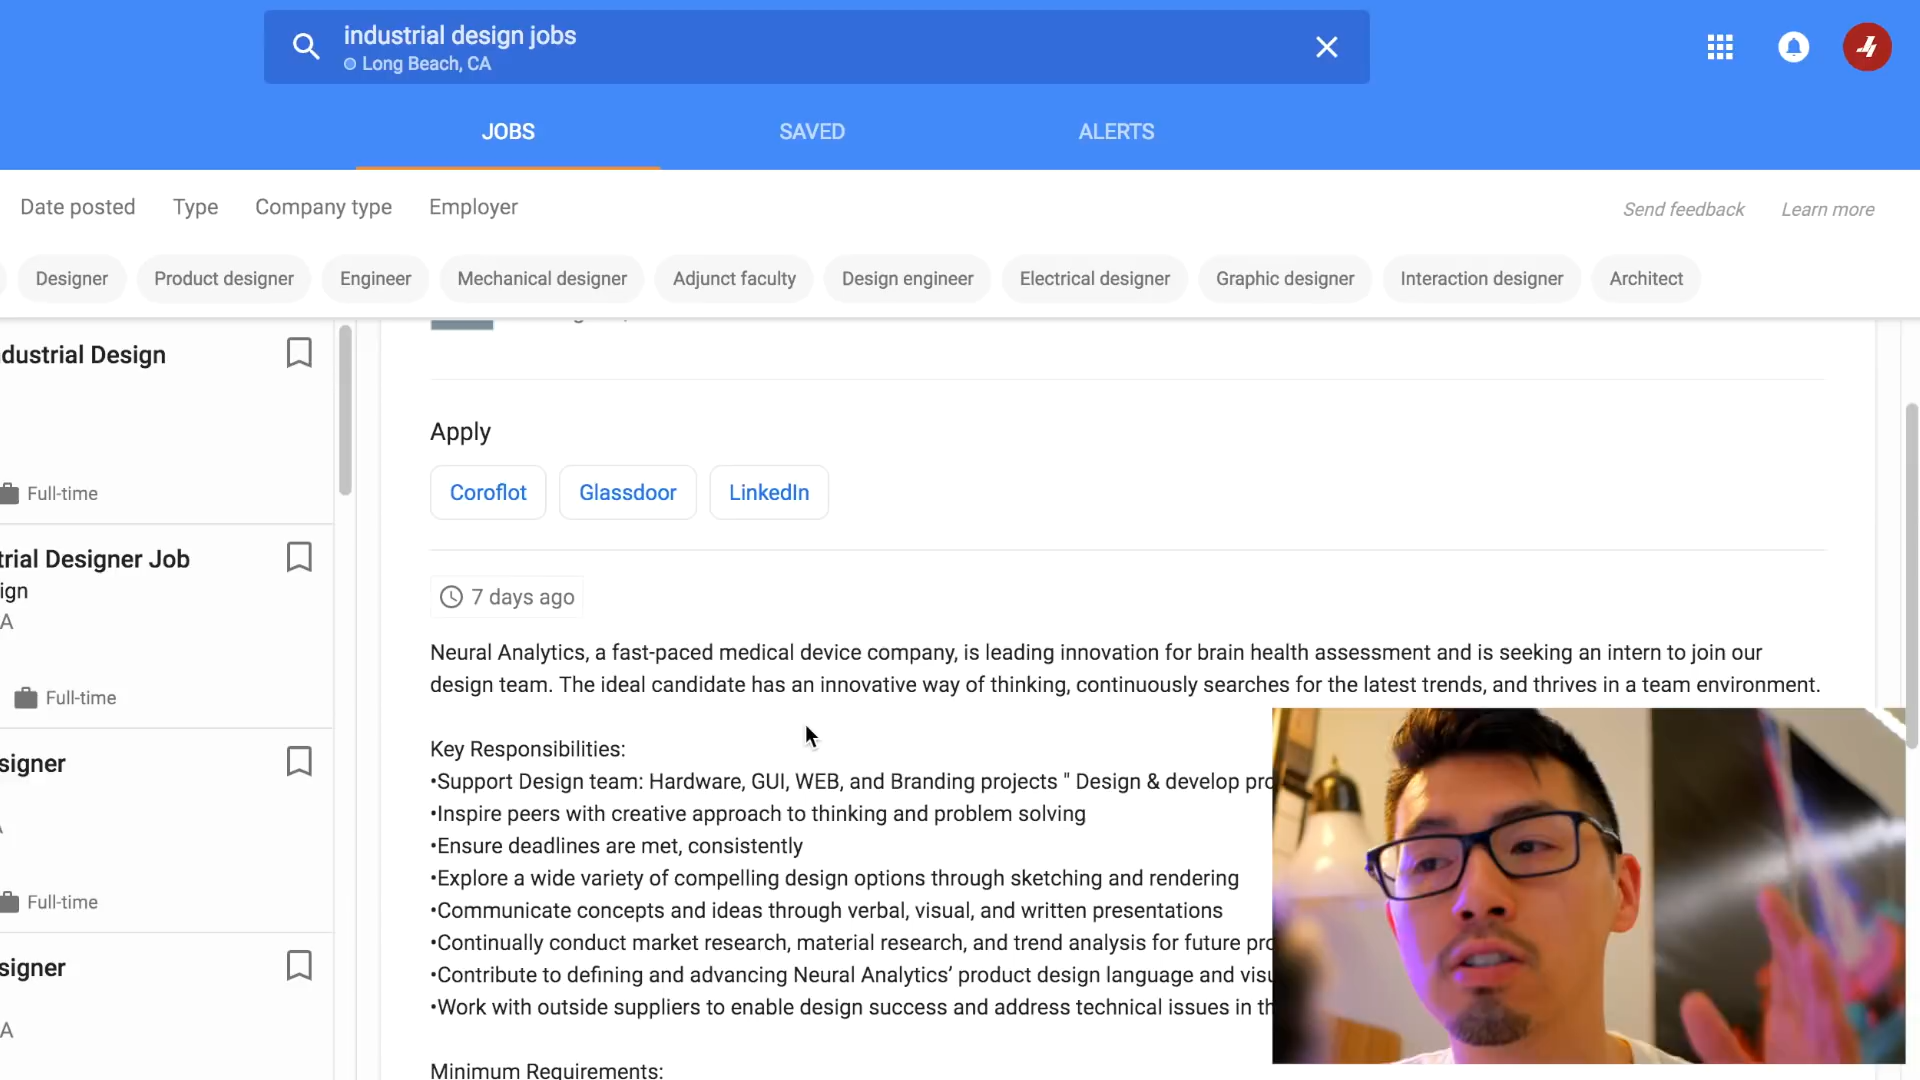 industrial design jobs
Long Beach, CA
JOBS
SAVED
ALERTS
Date posted
Type
Company type
Employer
Send feedback
Learn more
Designer
Product designer
Engineer
Mechanical designer
Adjunct faculty
Design engineer
Electrical designer
Graphic designer
Interaction designer
Architect
dustrial Design
Full-time
trial Designer Job
ign
A
Full-time
signer
Full-time
signer
A
Apply
Coroflot
Glassdoor
LinkedIn
7 days ago
Neural Analytics, a fast-paced medical device company, is leading innovation for brain health assessment and is seeking an intern to join our
design team. The ideal candidate has an innovative way of thinking, continuously searches for the latest trends, and thrives in a team environment.
Key Responsibilities:
•Support Design team: Hardware, GUI, WEB, and Branding projects " Design & develop pro
•Inspire peers with creative approach to thinking and problem solving
•Ensure deadlines are met, consistently
•Explore a wide variety of compelling design options through sketching and rendering
•Communicate concepts and ideas through verbal, visual, and written presentations
•Continually conduct market research, material research, and trend analysis for future pro
•Contribute to defining and advancing Neural Analytics' product design language and visu
•Work with outside suppliers to enable design success and address technical issues in th
Minimum Requirements: